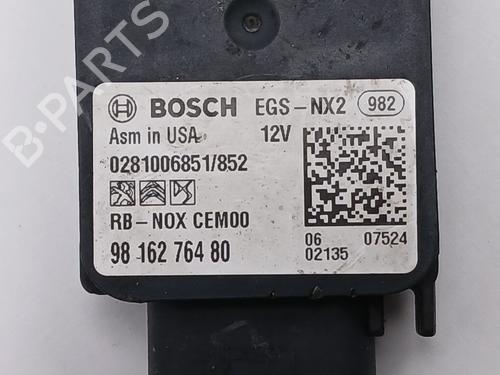 BOSCH EGS-NX2 982
Asm in USA 12V
0281006851/852
RB-NOX CEM00
98 162 764 80
06 07524
02135
B-PARTS